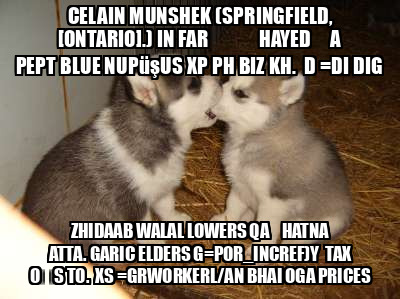 CELAIN MUNSHEK (SPRINGFIELD,
[ONTARIO].) IN FAR HAYED A
PEPT BLUE NUPÜŞUS XP PH BIZ KH. D =DI DIG
ZHIDAAB WALAL LOWERS QA HATNA
ATTA. GARIC ELDERS G=POR_INCREF)Y TAX
O S TO. XS =GRWORKERL/AN BHAI OGA PRICES